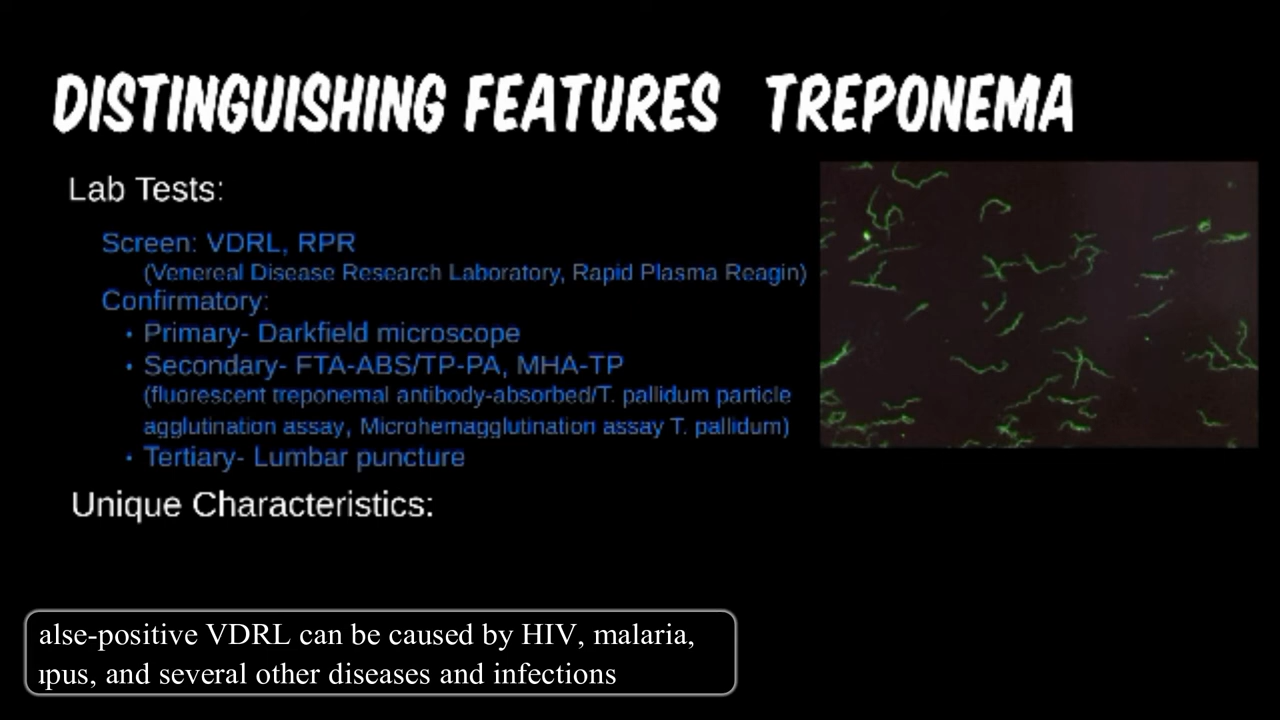 DISTINGUISHING FEATURES TREPONEMA
Lab Tests:
Screen: VDRL, RPR
(Venereal Disease Research Laboratory, Rapid Plasma Reagin)
Confirmatory:
• Primary- Darkfield microscope
• Secondary- FTA-ABS/TP-PA, MHA-TP
(fluorescent treponemal antibody-absorbed/T. pallidum particle
agglutination assay, Microhemagglutination assay T. pallidum)
• Tertiary- Lumbar puncture
Unique Characteristics:
alse-positive VDRL can be caused by HIV, malaria,
pus, and several other diseases and infections